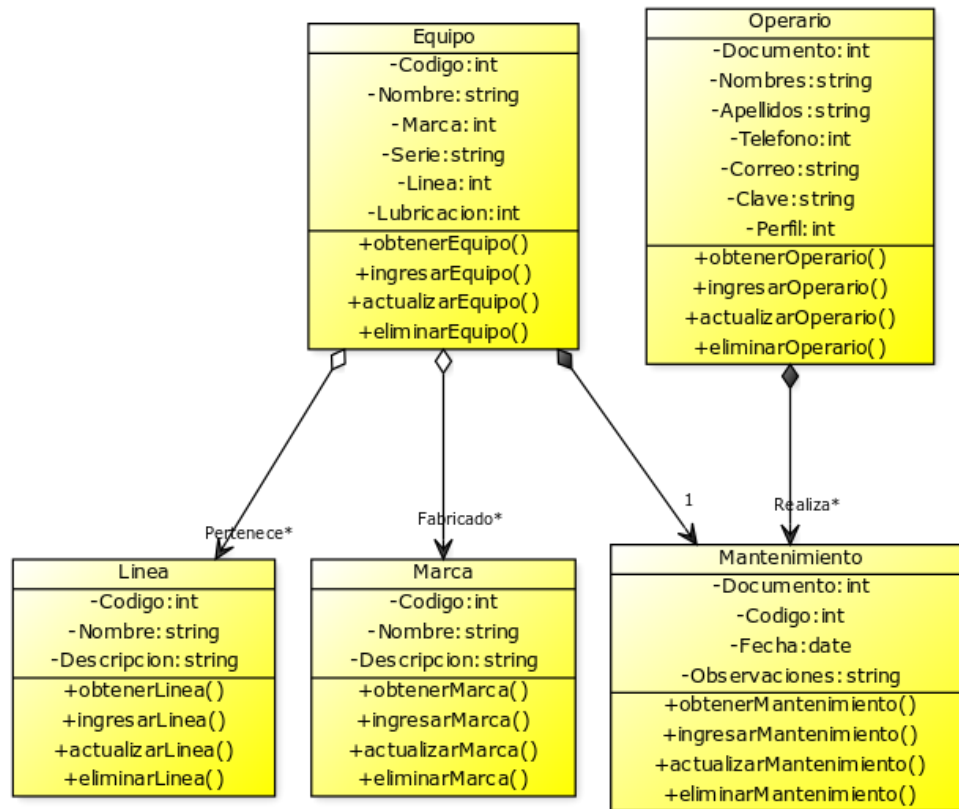 Equipo
-Codigo:int
-Nombre:string
-Marca:int
-Serie:string
-Linea:int
-Lubricacion:int
+obtenerEquipo()
+ingresarEquipo()
+actualizarEquipo()
+eliminarEquipo()
Operario
-Documento:int
-Nombres:string
-Apellidos:string
-Telefono:int
-Correo:string
-Clave:string
-Perfil:int
+obtenerOperario()
+ingresarOperario()
+actualizarOperario()
+eliminarOperario()
Pertenece*
Fabricado*
1
Realiza*
Linea
-Codigo:int
-Nombre:string
-Descripcion:string
+obtenerLinea()
+ingresarLinea()
+actualizarLinea()
+eliminarLinea()
Marca
-Codigo:int
-Nombre:string
-Descripcion:string
+obtenerMarca()
+ingresarMarca()
+actualizarMarca()
+eliminarMarca()
Mantenimiento
-Documento:int
-Codigo:int
-Fecha:date
-Observaciones:string
+obtenerMantenimiento()
+ingresarMantenimiento()
+actualizarMantenimiento()
+eliminarMantenimiento()